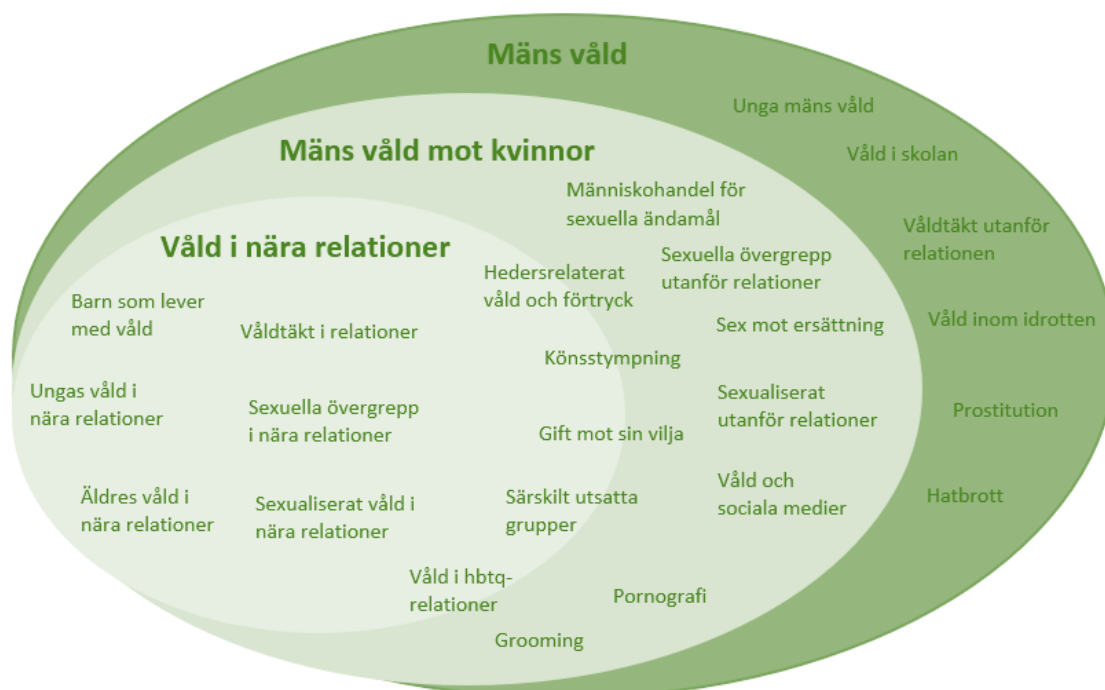 Mäns våld
Unga mäns våld
Våld i skolan
Våldtäkt utanför
relationen
Våld inom idrotten
Prostitution
Hatbrott
Mäns våld mot kvinnor
Människohandel för
sexuella ändamål
Sexuella övergrepp
utanför relationer
Hedersrelaterat
våld och förtryck
Sex mot ersättning
Könsstympning
Sexualiserat
utanför relationer
Gift mot sin vilja
Våld och
sociala medier
Särskilt utsatta
grupper
Våld i hbtq-
relationer
Pornografi
Grooming
Våld i nära relationer
Barn som lever
med våld
Våldtäkt i relationer
Ungas våld i
nära relationer
Sexuella övergrepp
i nära relationer
Äldres våld i
nära relationer
Sexualiserat våld i
nära relationer